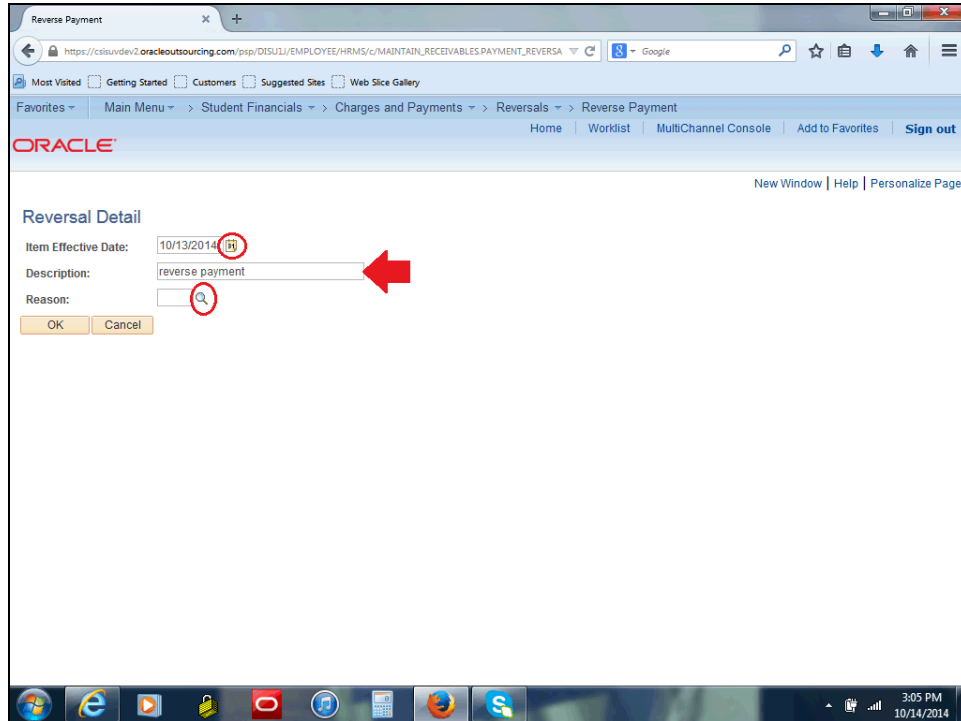 Reverse Payment
https://csisuvdev2.oracleoutsourcing.com/psp/DISU1J/EMPLOYEE/HRMS/c/MAINTAIN_RECEIVABLES.PAYMENT_REVERSA
Google
Most Visited Getting Started Customers Suggested Sites Web Slice Gallery
Favorites Main Menu > Student Financials > Charges and Payments > Reversals > Reverse Payment
Home Worklist MultiChannel Console Add to Favorites Sign out
ORACLE
New Window | Help | Personalize Page
Reversal Detail
Item Effective Date: 10/13/2014
Description: reverse payment
Reason:
OK Cancel
3:05 PM
10/14/2014